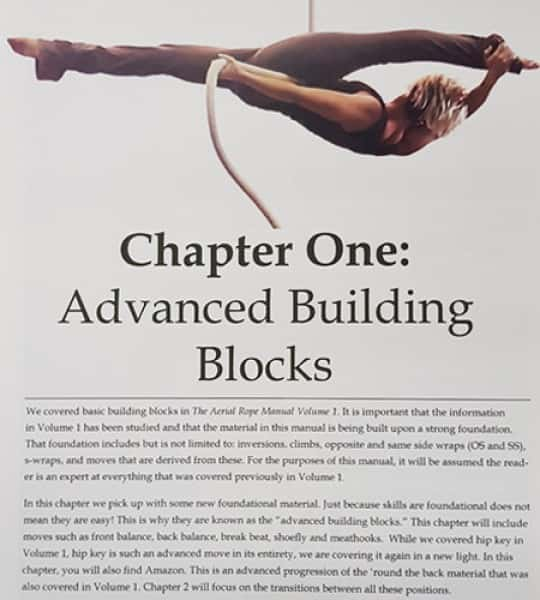 Chapter One:
Advanced Building
Blocks
We covered basic building blocks in The Aerial Rope Manual Volume 1. It is important that the information
in Volume 1 has been studied and that the material in this manual is being built upon a strong foundation.
That foundation includes but is not limited to: inversions, climbs, opposite and same side wraps (OS and SS),
s-wraps, and moves that are derived from these. For the purposes of this manual, it will be assumed the read-
er is an expert at everything that was covered previously in Volume 1.
In this chapter we pick up with some new foundational material. Just because skills are foundational does not
mean they are easy! This is why they are known as the "advanced building blocks." This chapter will include
moves such as front balance, back balance, break beat, shoefly and meathooks. While we covered hip key in
Volume 1, hip key is such an advanced move in its entirety, we are covering it again in a new light. In this
chapter, you will also find Amazon. This is an advanced progression of the 'round the back material that was
also covered in Volume 1. Chapter 2 will focus on the transitions between all these positions.